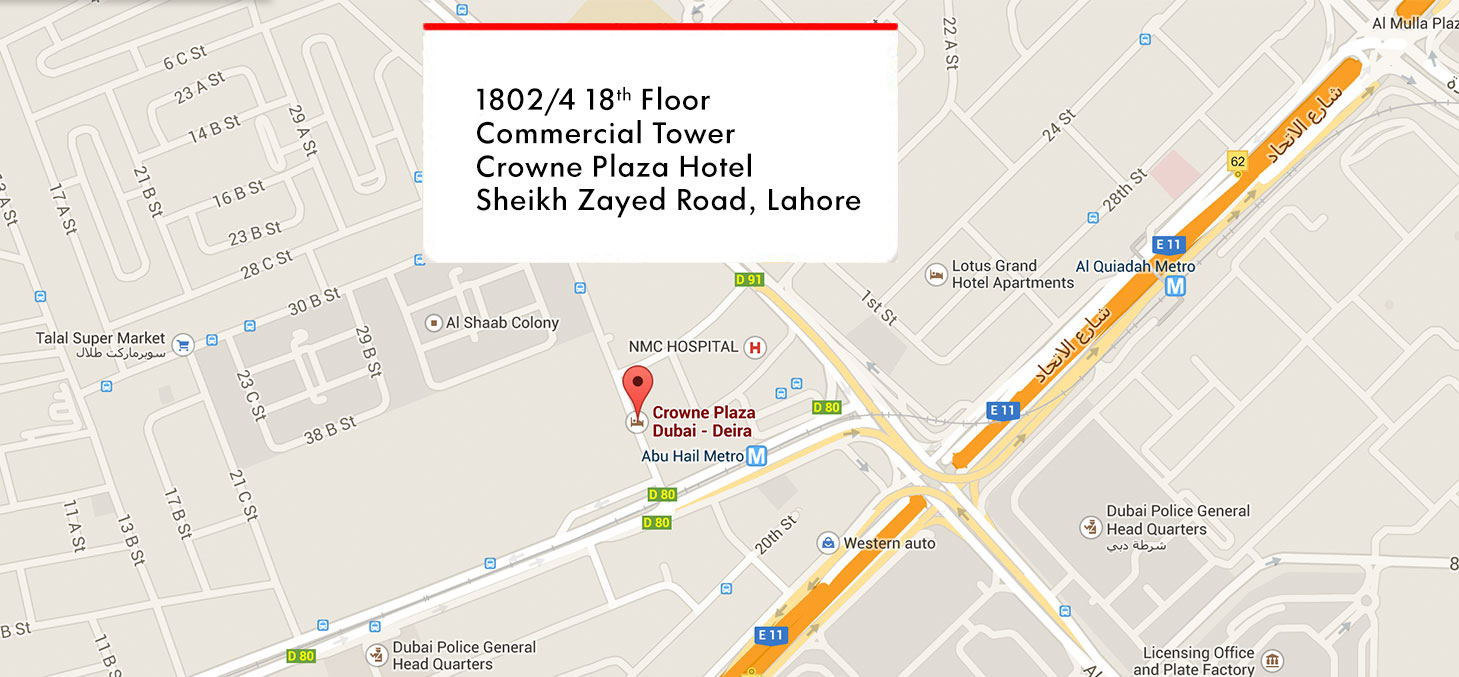 1802/4 18th Floor
Commercial Tower
Crowne Plaza Hotel
Sheikh Zayed Road, Lahore
Al Mulla Plaz
6 C St
22 A St
23 A St
29 A St
14 B St
24 St
شارع الاتحاد
62
17 A St
21 B St
16 B St
28th St
23 B St
E 11
28 C St
Al Quiadah Metro
M
Lotus Grand
Hotel Apartments
D 91
30 B St
1st St
Al Shaab Colony
Talal Super Market
سوبرماركت طلال
29 B St
NMC HOSPITAL
H
شارع الاتحاد
23 C St
Crowne Plaza
Dubai - Deira
D 80
E 11
38 B St
Abu Hail Metro
M
21 C St
D 80
D 80
11 A St
13 B St
17 B St
20th St
Western auto
Dubai Police General
Head Quarters
شرطة دبي
8
B St
11 B S
D 80
Dubai Police General
Head Quarters
E 11
Licensing Office
and Plate Factory
Al